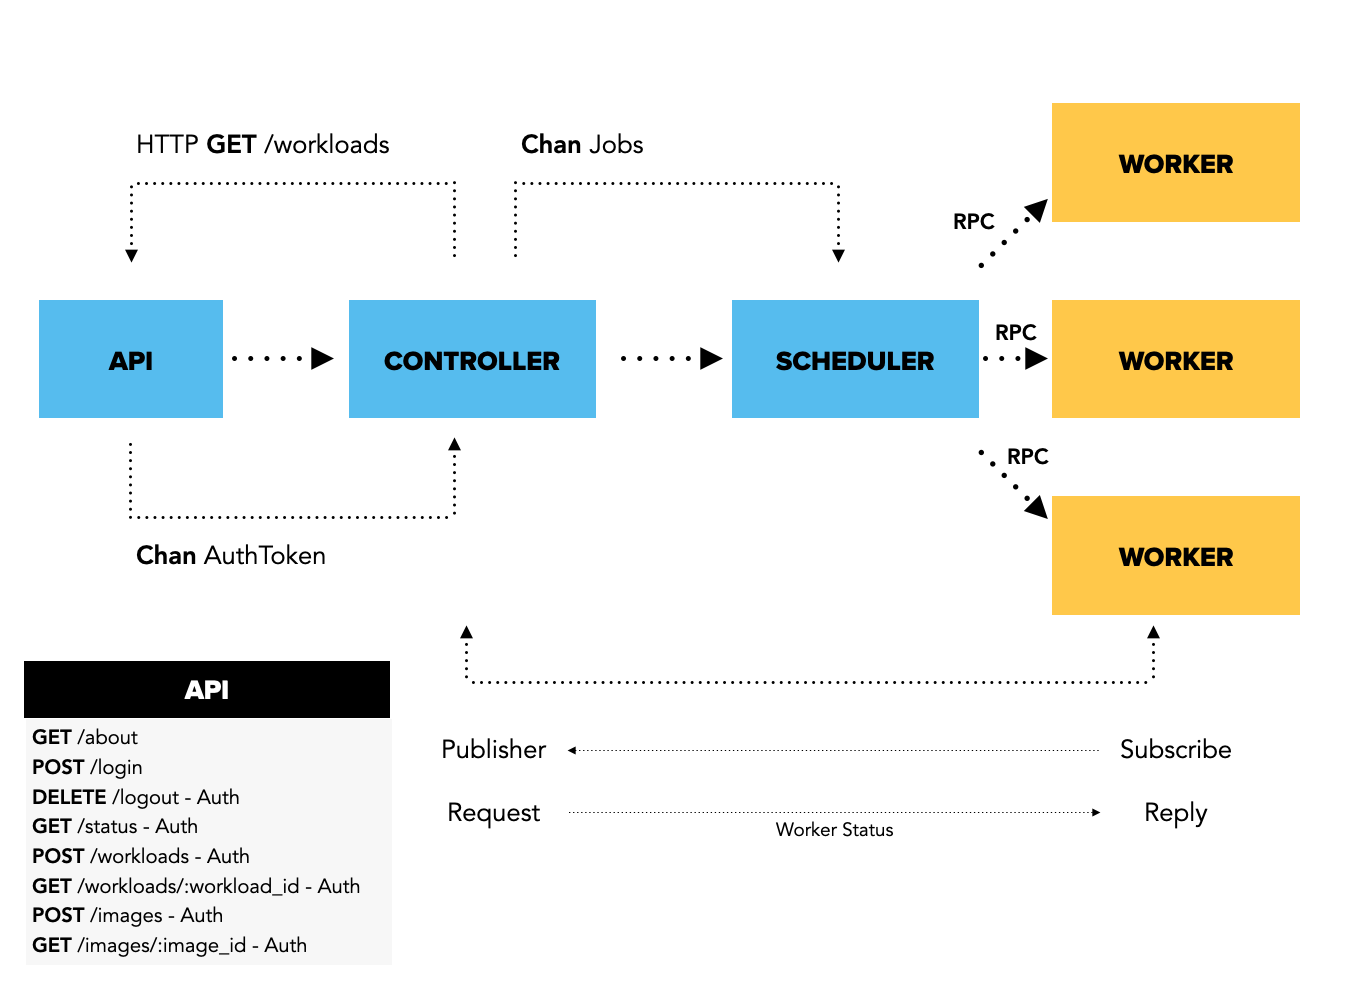 HTTP GET /workloads
Chan Jobs
WORKER
RPC
API
CONTROLLER
SCHEDULER
RPC
WORKER
RPC
Chan AuthToken
WORKER
API
GET /about
POST /login
DELETE /logout - Auth
GET /status - Auth
POST /workloads - Auth
GET /workloads/:workload_id - Auth
POST /images - Auth
GET /images/:image_id - Auth
Publisher
Subscribe
Request
Worker Status
Reply